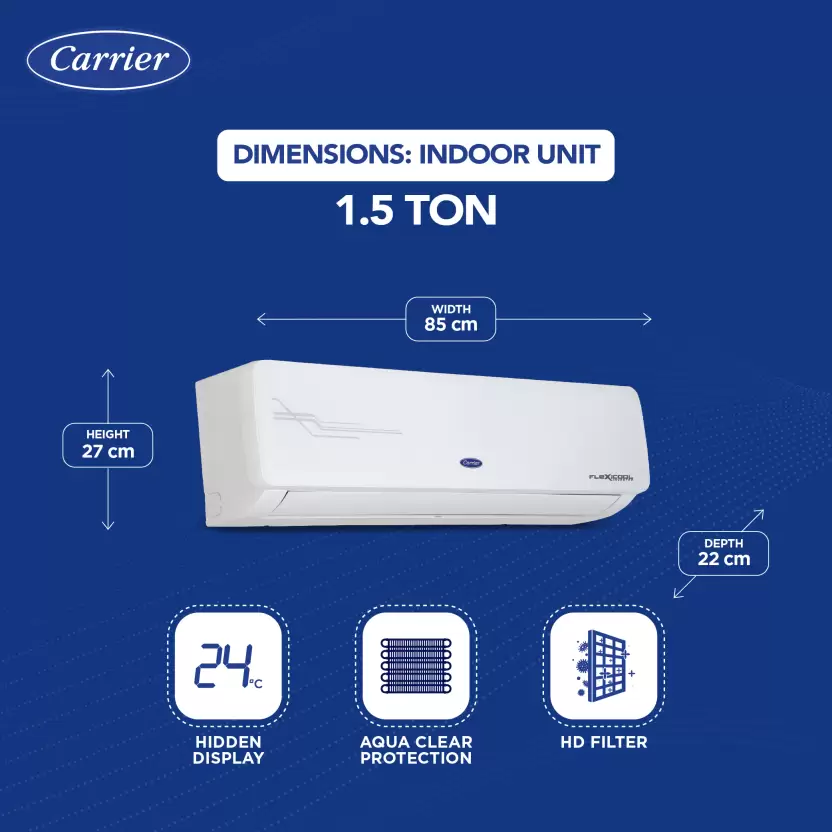 Carrier
DIMENSIONS: INDOOR UNIT
1.5 TON
WIDTH
85 cm
HEIGHT
27 cm
Carrier
FLEXICOOL
DEPTH
22 cm
24°C
HIDDEN
DISPLAY
AQUA CLEAR
PROTECTION
HD FILTER